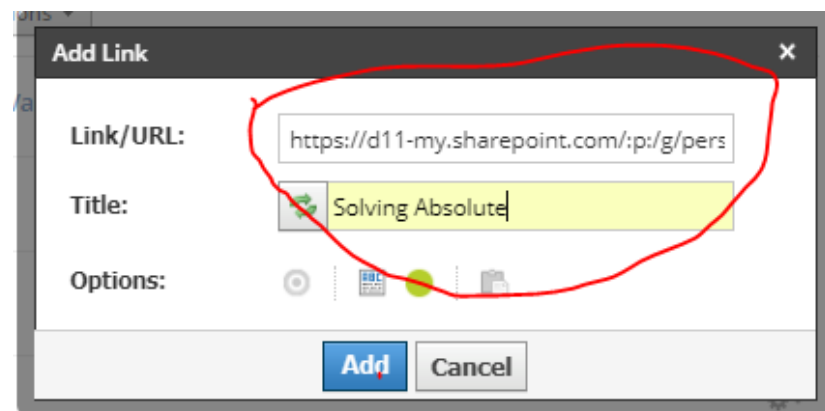 Add Link
Link/URL: https://d11-my.sharepoint.com/:p:/g/pers
Title: Solving Absolute
Options:
Add Cancel